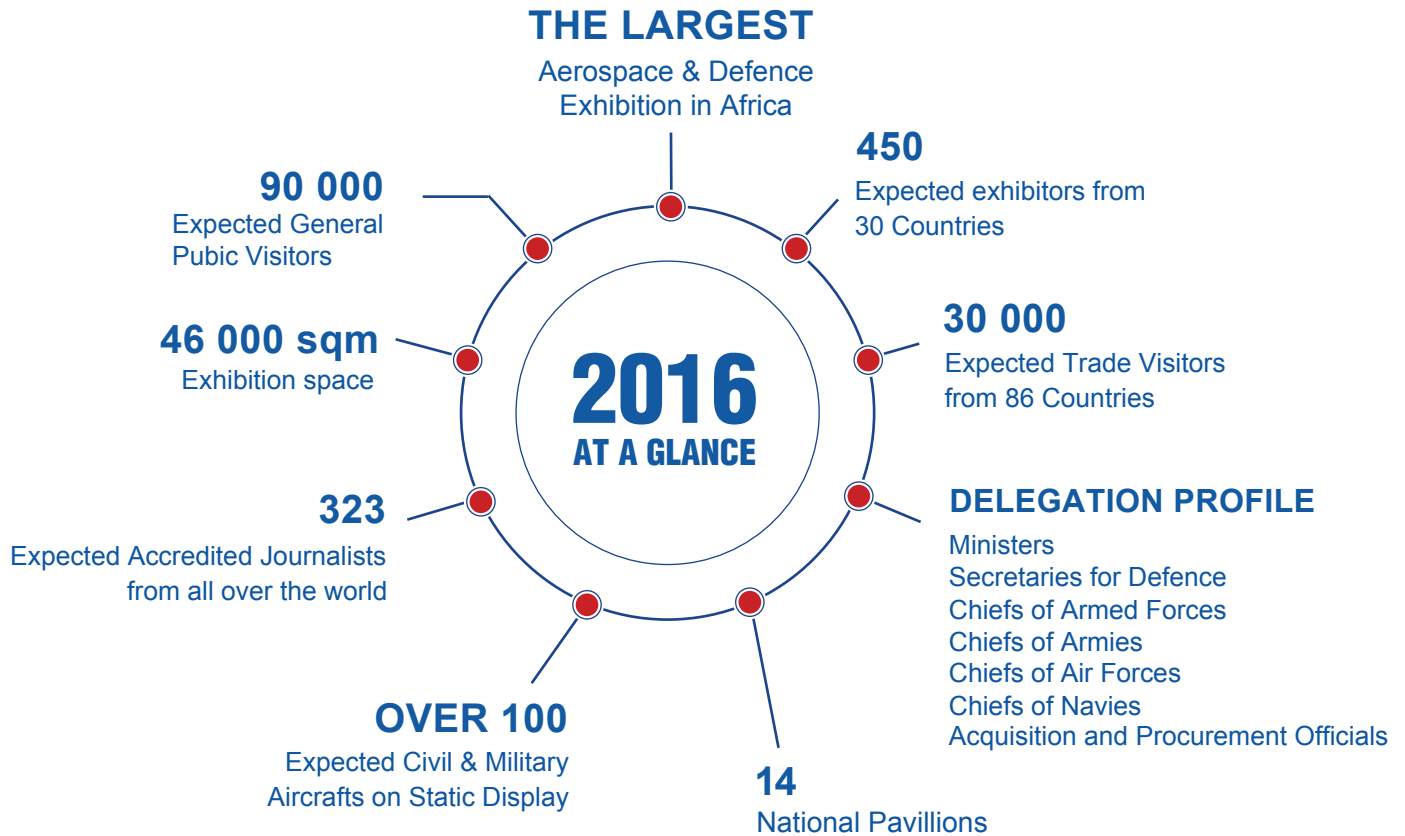 THE LARGEST
Aerospace & Defence
Exhibition in Africa
450
Expected exhibitors from
30 Countries
30 000
Expected Trade Visitors
from 86 Countries
DELEGATION PROFILE
Ministers
Secretaries for Defence
Chiefs of Armed Forces
Chiefs of Armies
Chiefs of Air Forces
Chiefs of Navies
Acquisition and Procurement Officials
14
National Pavillions
OVER 100
Expected Civil & Military
Aircrafts on Static Display
323
Expected Accredited Journalists
from all over the world
46 000 sqm
Exhibition space
90 000
Expected General
Pubic Visitors
2016
AT A GLANCE